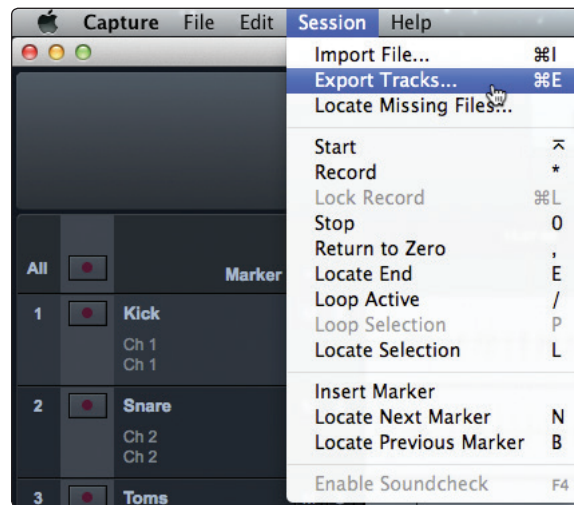 Capture File Edit Session Help
Import File... ⌘I
Export Tracks... ⌘E
Locate Missing Files...
Start ⌅
Record *
Lock Record ⌘L
Stop 0
Return to Zero ,
Locate End E
Loop Active /
Loop Selection P
Locate Selection L
Insert Marker
Locate Next Marker N
Locate Previous Marker B
Enable Soundcheck F4
All Marker
1 Kick
Ch 1
Ch 1
2 Snare
Ch 2
Ch 2
3 Toms